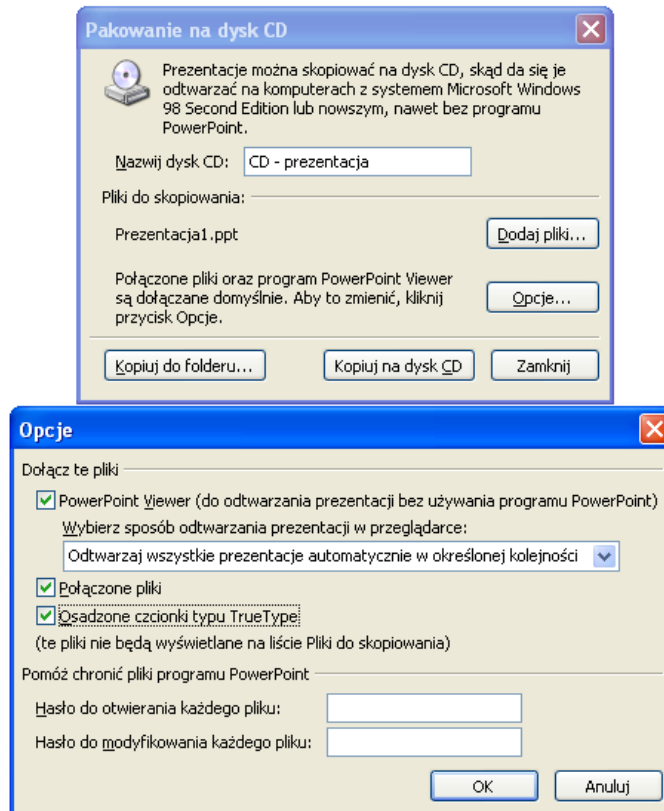 Pakowanie na dysk CD
Prezentacje można skopiować na dysk CD, skąd da się je
odtwarzać na komputerach z systemem Microsoft Windows
98 Second Edition lub nowszym, nawet bez programu
PowerPoint.
Nazwij dysk CD: CD - prezentacja
Pliki do skopiowania:
Prezentacja1.ppt Dodaj pliki...
Połączone pliki oraz program PowerPoint Viewer
są dołączane domyślnie. Aby to zmienić, kliknij
przycisk Opcje.
Opcje...
Kopiuj do folderu... Kopiuj na dysk CD Zamknij
Opcje
Dołącz te pliki
PowerPoint Viewer (do odtwarzania prezentacji bez używania programu PowerPoint)
Wybierz sposób odtwarzania prezentacji w przeglądarce:
Odtwarzaj wszystkie prezentacje automatycznie w określonej kolejności
Połączone pliki
Osadzone czcionki typu TrueType
(te pliki nie będą wyświetlane na liście Pliki do skopiowania)
Pomóż chronić pliki programu PowerPoint
Hasło do otwierania każdego pliku:
Hasło do modyfikowania każdego pliku:
OK Anuluj